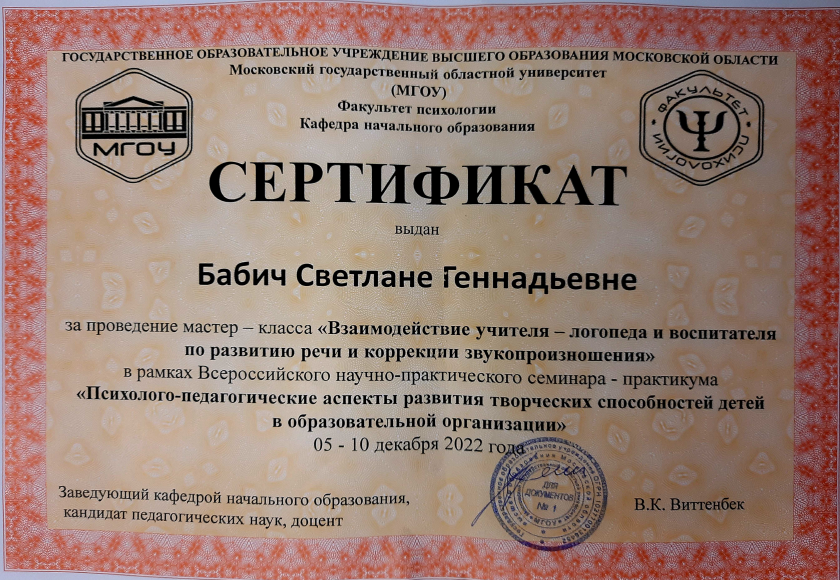 ГОСУДАРСТВЕННОЕ ОБРАЗОВАТЕЛЬНОЕ УЧРЕЖДЕНИЕ ВЫСШЕГО ОБРАЗОВАНИЯ МОСКОВСКОЙ ОБЛАСТИ
Московский государственный областной университет
(МГОУ)
Факультет психологии
Кафедра начального образования
МГОУ
ФАКУЛЬТЕТ • ПСИХОЛОГИИ
СЕРТИФИКАТ
выдан
Бабич Светлане Геннадьевне
за проведение мастер – класса «Взаимодействие учителя – логопеда и воспитателя
по развитию речи и коррекции звукопроизношения»
в рамках Всероссийского научно-практического семинара - практикума
«Психолого-педагогические аспекты развития творческих способностей детей
в образовательной организации»
05 - 10 декабря 2022 года
Заведующий кафедрой начального образования,
кандидат педагогических наук, доцент
ДЛЯ
ДОКУМЕНТОВ
№ 1
В.К. Виттенбек